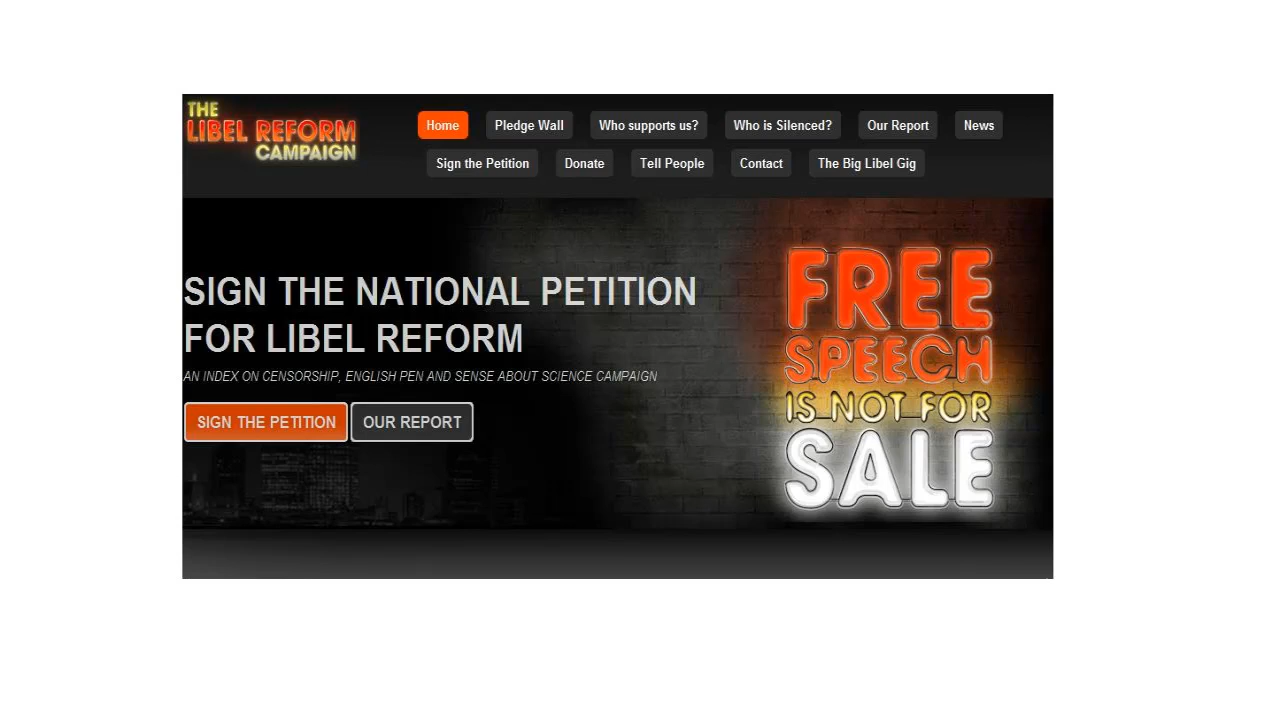 THE
LIBEL REFORM
CAMPAIGN
Home
Pledge Wall
Who supports us?
Who is Silenced?
Our Report
News
Sign the Petition
Donate
Tell People
Contact
The Big Libel Gig
SIGN THE NATIONAL PETITION
FOR LIBEL REFORM
AN INDEX ON CENSORSHIP, ENGLISH PEN AND SENSE ABOUT SCIENCE CAMPAIGN
SIGN THE PETITION
OUR REPORT
FREE
SPEECH
IS NOT FOR
SALE